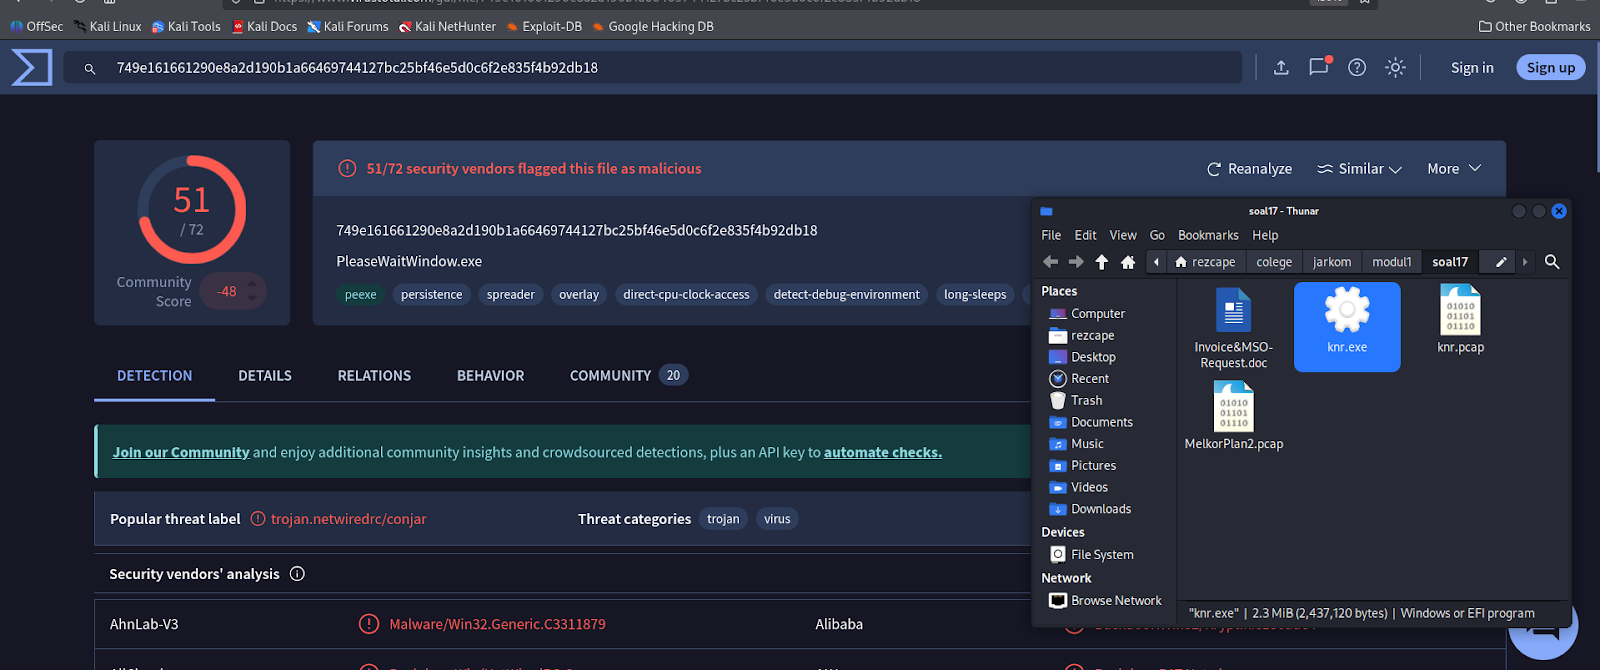 OffSec Kali Linux Kali Tools Kali Docs Kali Forums Kali NetHunter Exploit-DB Google Hacking DB Other Bookmarks
749e161661290e8a2d190b1a66469744127bc25bf46e5d0c6f2e835f4b92db18
Sign in Sign up
51
/ 72
Community
Score
-48
51/72 security vendors flagged this file as malicious
Reanalyze Similar More
749e161661290e8a2d190b1a66469744127bc25bf46e5d0c6f2e835f4b92db18
PleaseWaitWindow.exe
peexe persistence spreader overlay direct-cpu-clock-access detect-debug-environment long-sleeps
DETECTION DETAILS RELATIONS BEHAVIOR COMMUNITY 20
Join our Community and enjoy additional community insights and crowdsourced detections, plus an API key to automate checks.
Popular threat label trojan.netwiredrc/conjar Threat categories trojan virus
Security vendors' analysis
AhnLab-V3 Malware/Win32.Generic.C3311879 Alibaba
soal17 - Thunar
File Edit View Go Bookmarks Help
rezcape colege jarkom modul1 soal17
Places
Computer
rezcape
Desktop
Recent
Trash
Documents
Music
Pictures
Videos
Downloads
Devices
File System
Network
Browse Network
Invoice&MSO-
Request.doc
knr.exe
01010
01101
01110
knr.pcap
01010
01101
01110
MelkorPlan2.pcap
"knr.exe" | 2.3 MiB (2,437,120 bytes) | Windows or EFI program